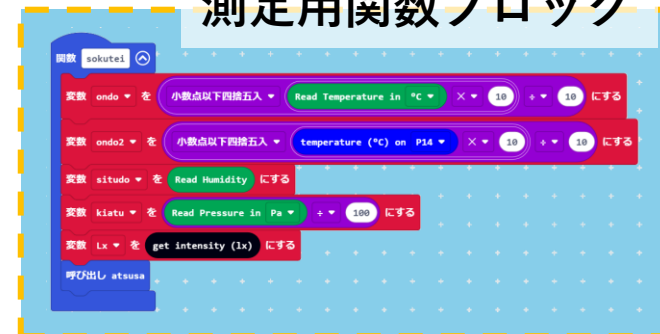 測定用関数ブロック
関数 sokutei
変数 ondo を 小数点以下四捨五入 Read Temperature in °C × 10 ÷ 10 にする
変数 ondo2 を 小数点以下四捨五入 temperature (°C) on P14 × 10 ÷ 10 にする
変数 situdo を Read Humidity にする
変数 kiatu を Read Pressure in Pa ÷ 100 にする
変数 Lx を get intensity (lx) にする
呼び出し atsusa